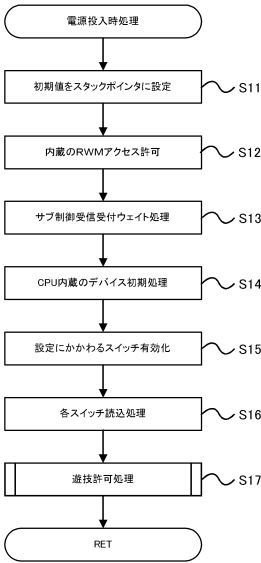 電源投入時処理
初期値をスタックポインタに設定
S11
内蔵のRWMアクセス許可
S12
サブ制御受信受付ウェイト処理
S13
CPU内蔵のデバイス初期処理
S14
設定にかかわるスイッチ有効化
S15
各スイッチ読込処理
S16
遊技許可処理
S17
RET